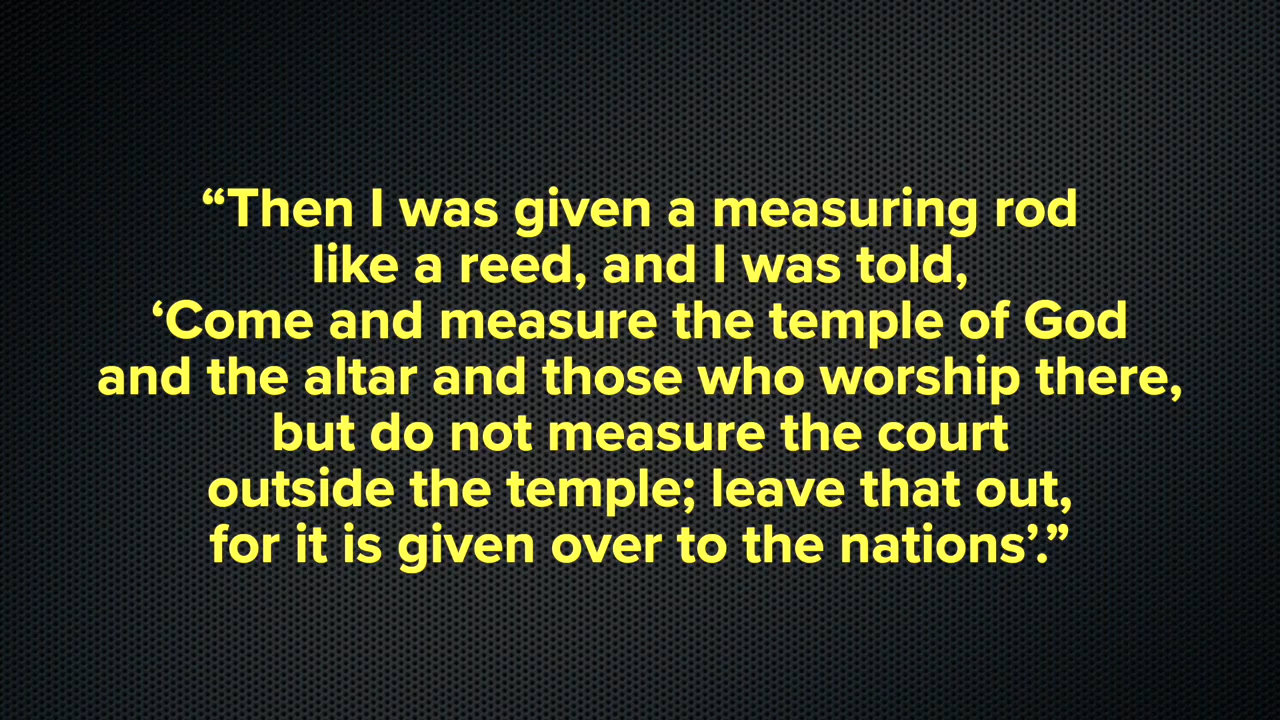 “Then I was given a measuring rod
like a reed, and I was told,
‘Come and measure the temple of God
and the altar and those who worship there,
but do not measure the court
outside the temple; leave that out,
for it is given over to the nations’.”